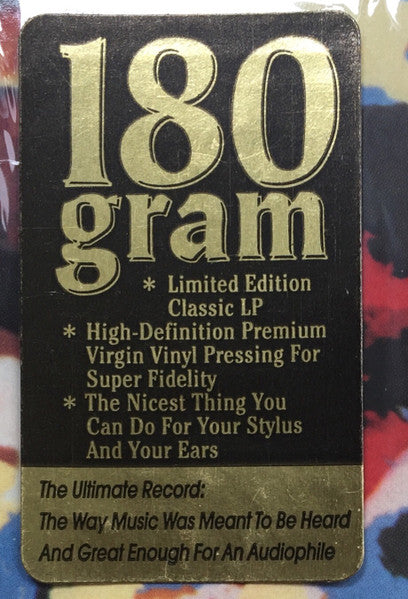 180
gram
* Limited Edition
Classic LP
* High-Definition Premium
Virgin Vinyl Pressing For
Super Fidelity
* The Nicest Thing You
Can Do For Your Stylus
And Your Ears
The Ultimate Record:
The Way Music Was Meant To Be Heard
And Great Enough For An Audiophile